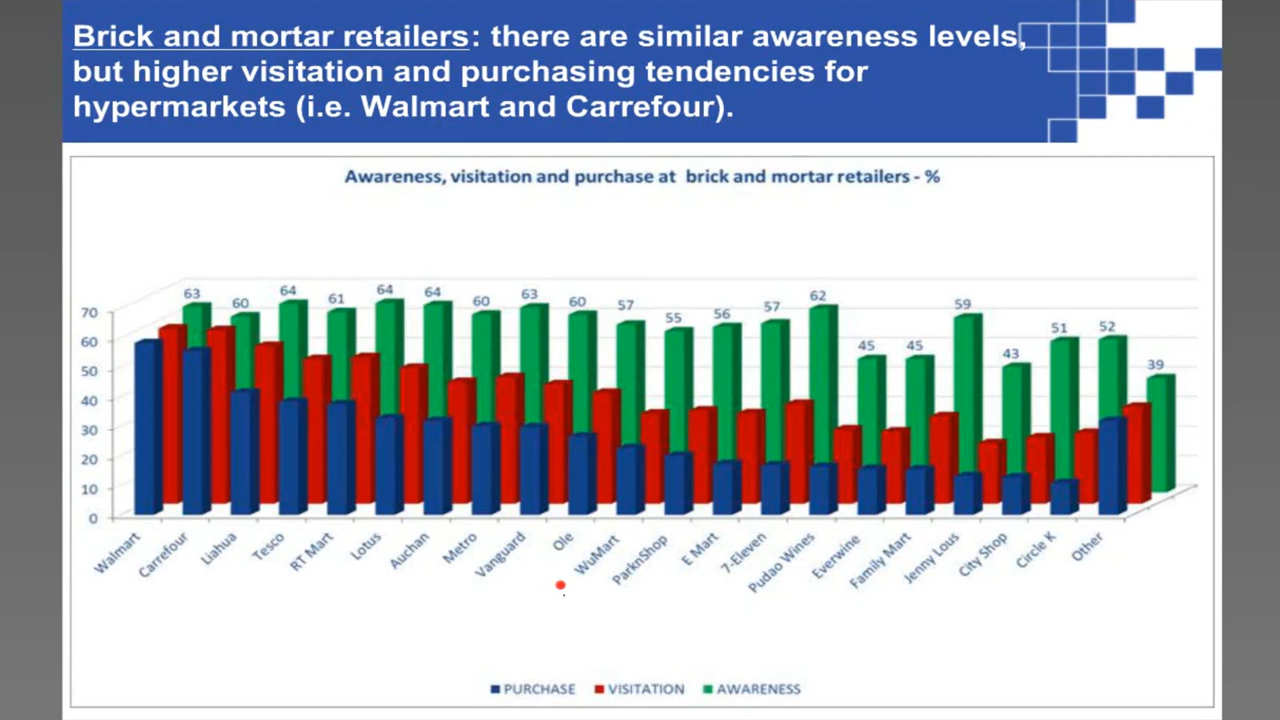 Brick and mortar retailers: there are similar awareness levels,
but higher visitation and purchasing tendencies for
hypermarkets (i.e. Walmart and Carrefour).
Awareness, visitation and purchase at brick and mortar retailers - %
63 60 64 61 64 64 60 63 60 57 55 56 57 62 45 45 59 43 51 52 39
70
60
50
40
30
20
10
0
Walmart Carrefour Liahua Tesco RT Mart Lotus Auchan Metro Vanguard Ole WuMart ParknShop E Mart 7-Eleven Pudao Wines Everwine Family Mart Jenny Lous City Shop Circle K Other
PURCHASE VISITATION AWARENESS